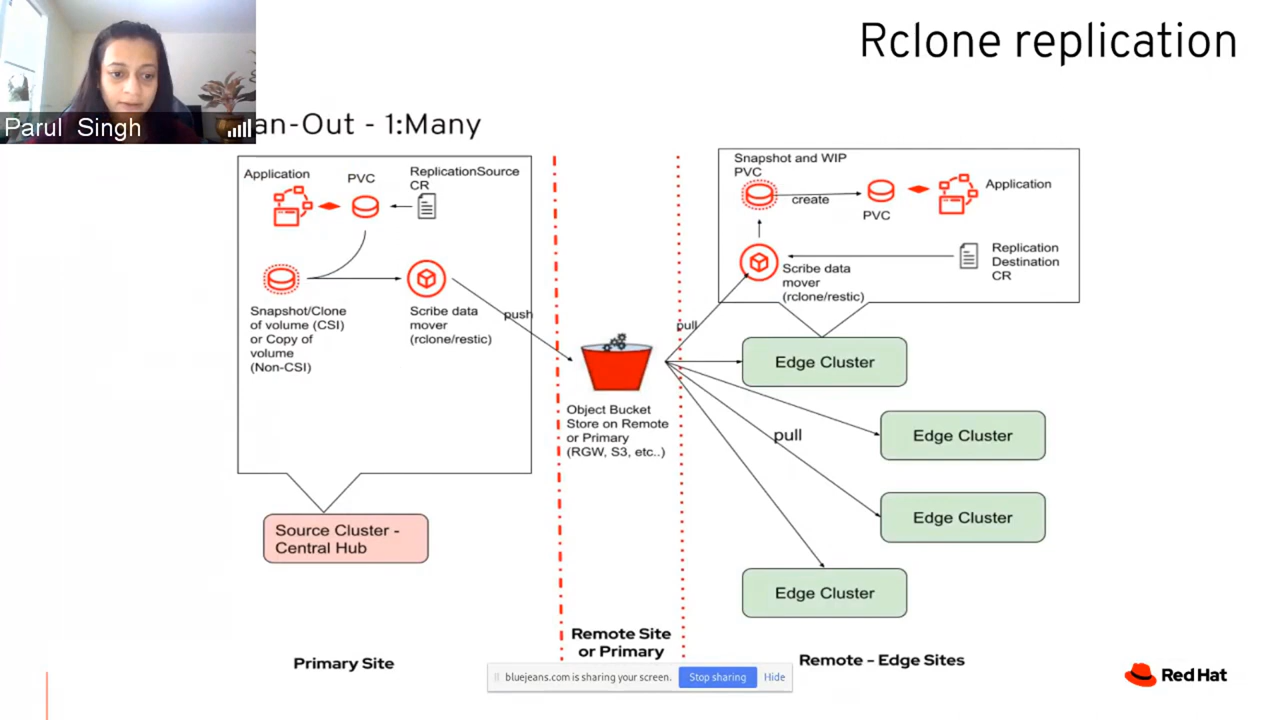 Rclone replication
Parul Singh
an-Out - 1:Many
Application
PVC
ReplicationSource
CR
Snapshot/Clone
of volume (CSI)
or Copy of
volume
(Non-CSI)
Scribe data
mover
(rclone/restic)
push
Source Cluster -
Central Hub
Primary Site
Object Bucket
Store on Remote
or Primary
(RGW, S3, etc..)
Remote Site
or Primary
pull
Snapshot and WIP
PVC
create
PVC
Application
Scribe data
mover
(rclone/restic)
Replication
Destination
CR
Edge Cluster
Edge Cluster
pull
Edge Cluster
Edge Cluster
Remote - Edge Sites
bluejeans.com is sharing your screen.
Stop sharing
Hide
Red Hat